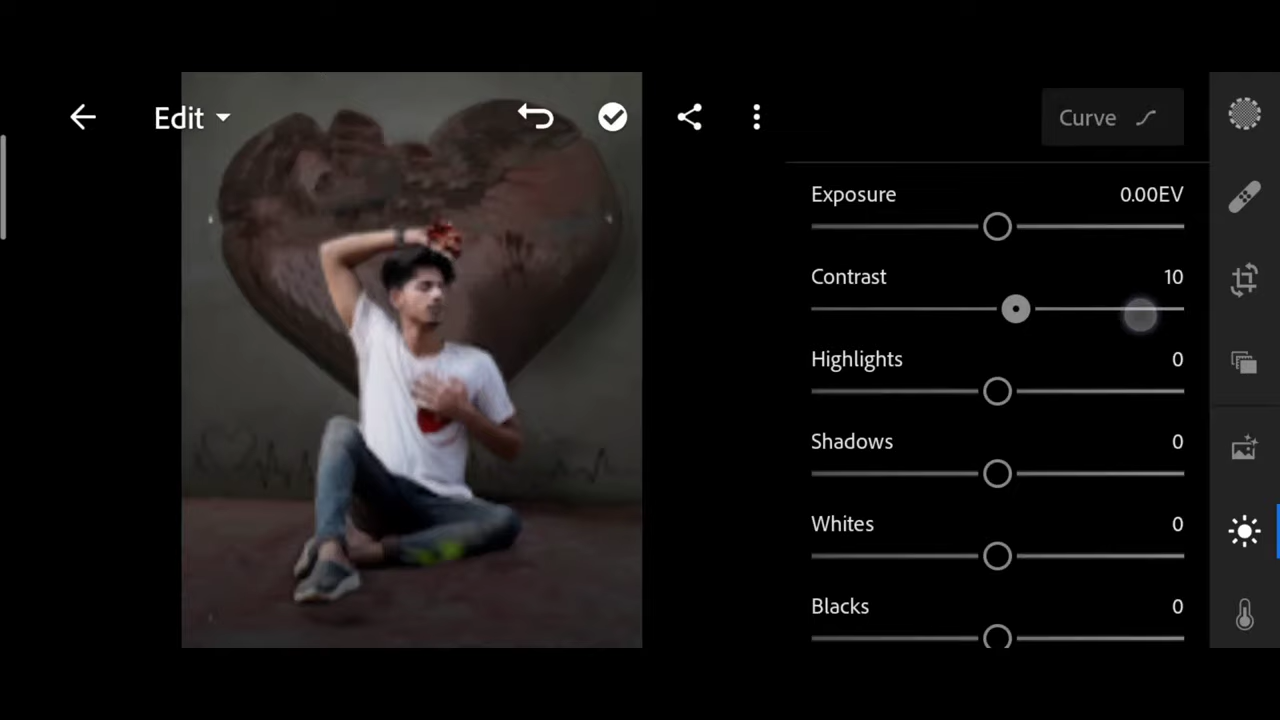 Edit
Curve
Exposure 0.00EV
Contrast 10
Highlights 0
Shadows 0
Whites 0
Blacks 0